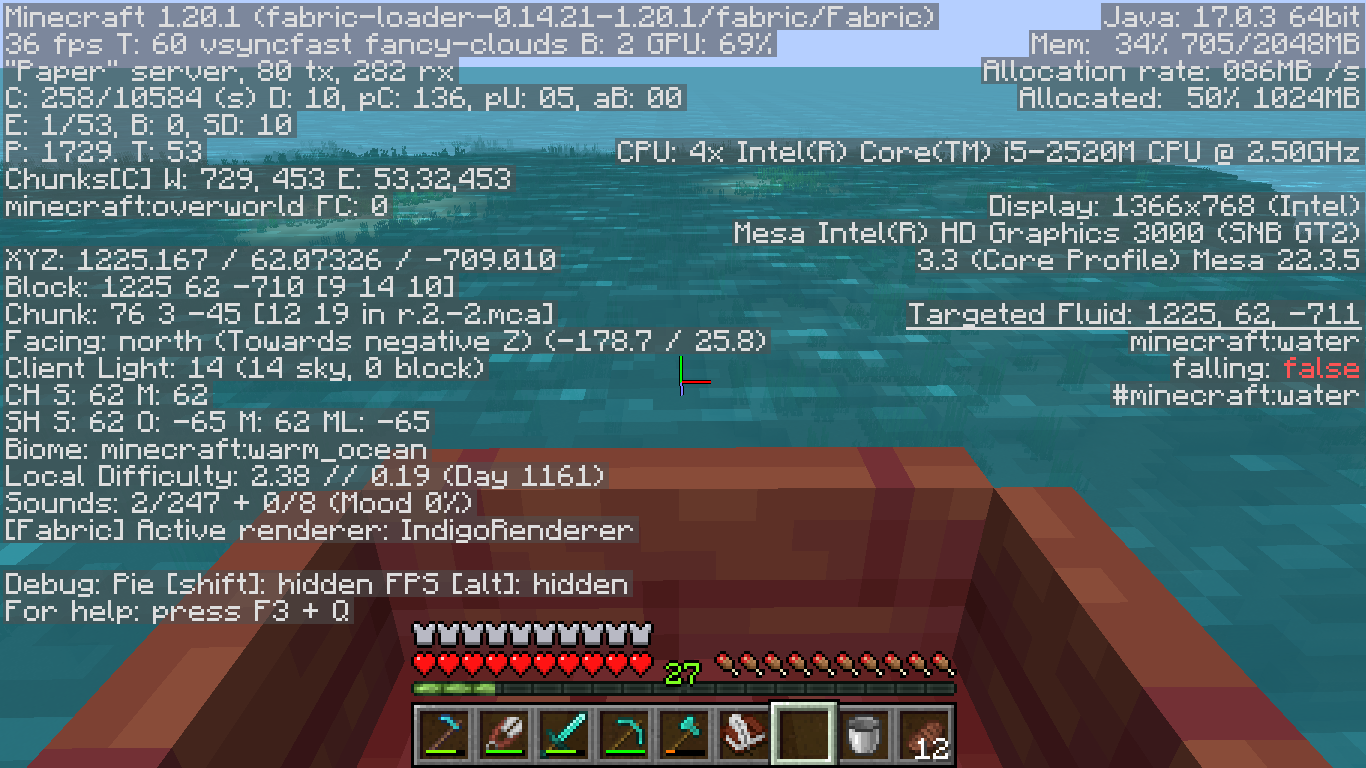 Minecraft 1.20.1 (fabric-loader-0.14.21-1.20.1/fabric/Fabric)
36 fps T: 60 vsyncfast fancy-clouds B: 2 GPU: 69%
"Paper" server, 80 tx, 282 rx
C: 258/10584 (s) D: 10, pC: 136, pU: 05, aB: 00
E: 1/53, B: 0, SD: 10
P: 1729. T: 53
Chunks[C] W: 729, 453 E: 53,32,453
minecraft:overworld FC: 0
XYZ: 1225.167 / 62.07326 / -709.010
Block: 1225 62 -710 [9 14 10]
Chunk: 76 3 -45 [12 19 in r.2.-2.mca]
Facing: north (Towards negative Z) (-178.7 / 25.8)
Client Light: 14 (14 sky, 0 block)
CH S: 62 M: 62
SH S: 62 O: -65 M: 62 ML: -65
Biome: minecraft:warm_ocean
Local Difficulty: 2.38 // 0.19 (Day 1161)
Sounds: 2/247 + 0/8 (Mood 0%)
[Fabric] Active renderer: IndigoRenderer
Debug: Pie [shift]: hidden FPS [alt]: hidden
For help: press F3 + Q
Java: 17.0.3 64bit
Mem: 34% 705/2048MB
Allocation rate: 086MB /s
Allocated: 50% 1024MB
CPU: 4x Intel(R) Core(TM) i5-2520M CPU @ 2.50GHz
Display: 1366x768 (Intel)
Mesa Intel(R) HD Graphics 3000 (SNB GT2)
3.3 (Core Profile) Mesa 22.3.5
Targeted Fluid: 1225, 62, -711
minecraft:water
falling: false
#minecraft:water
27
12